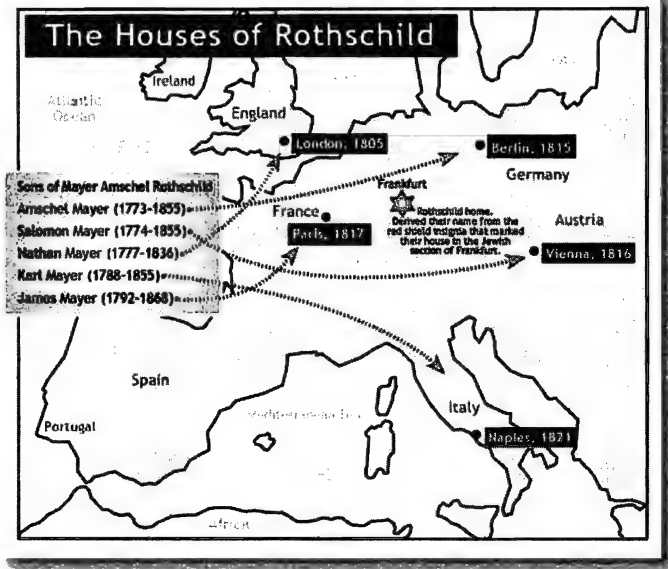 The Houses of Rothschild
Ireland
Atlantic
Ocean
England
London, 1805
Berlin, 1815
Germany
Sons of Mayer Amschel Rothschild
Amschel Mayer (1773-1855)
Salomon Mayer (1774-1855)
Nathan Mayer (1777-1836)
Karl Mayer (1788-1855)
James Mayer (1792-1868)
Frankfurt
Rothschild home.
Derived their name from the
red shield insignia that marked
their house in the Jewish
section of Frankfurt.
France
Paris, 1817
Austria
Vienna, 1816
Spain
Portugal
Mediterranean Sea
Italy
Naples, 1821
Africa